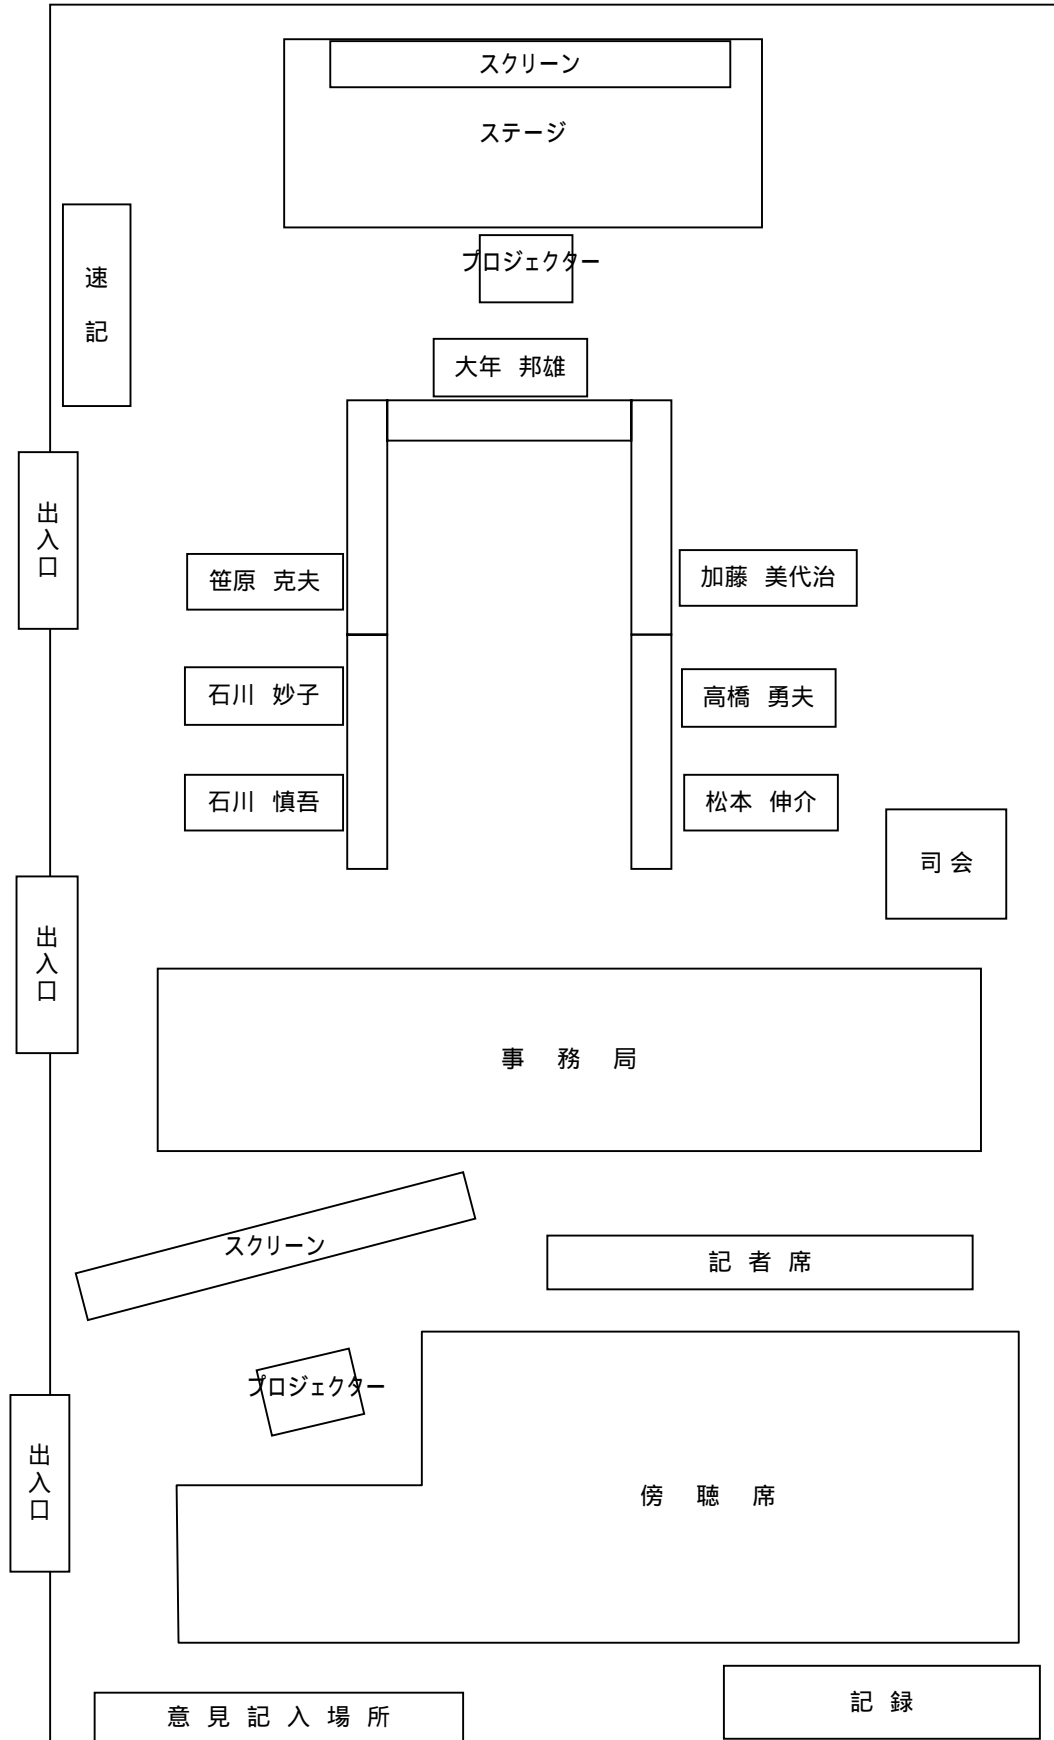 スクリーン
ステージ
プロジェクター
速記
大年 邦雄
出入口
笹原 克夫
加藤 美代治
石川 妙子
高橋 勇夫
石川 慎吾
松本 伸介
司会
出入口
事務局
スクリーン
記者席
プロジェクター
出入口
傍聴席
意見記入場所
記録